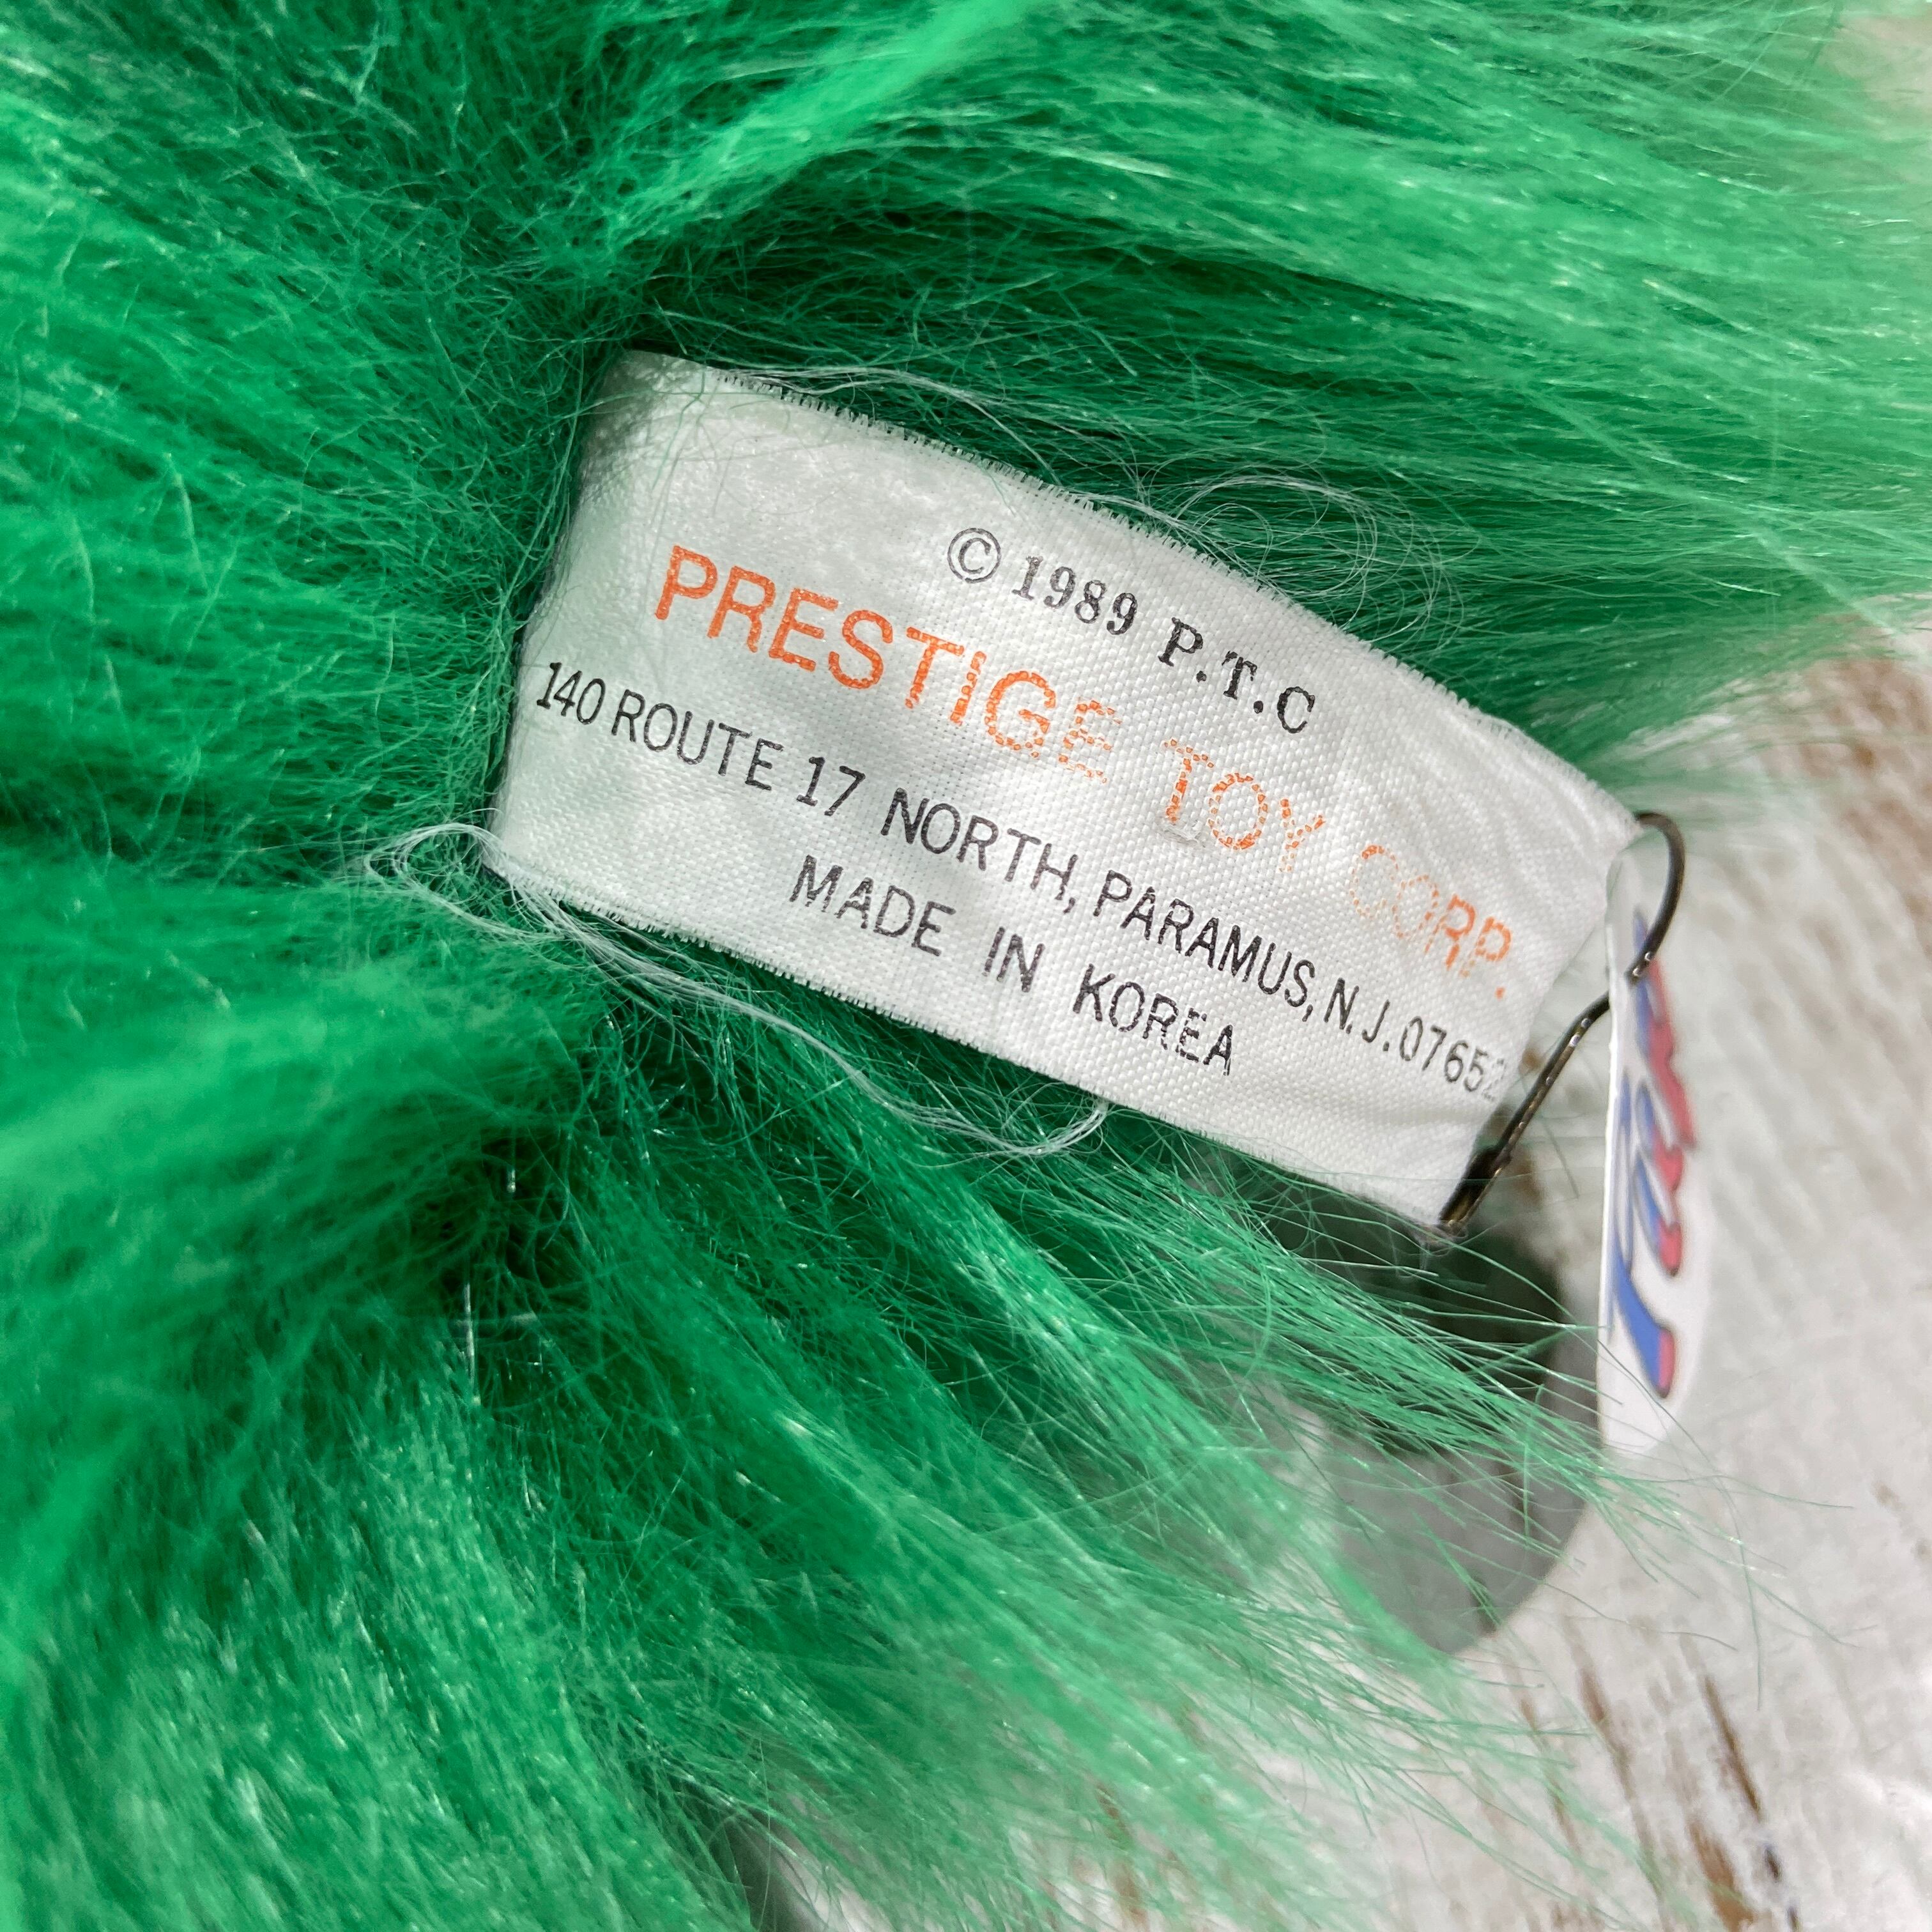 © 1989 P.T.C
PRESTIGE TOY CORP.
140 ROUTE 17 NORTH, PARAMUS, N.J. 07652
MADE IN KOREA